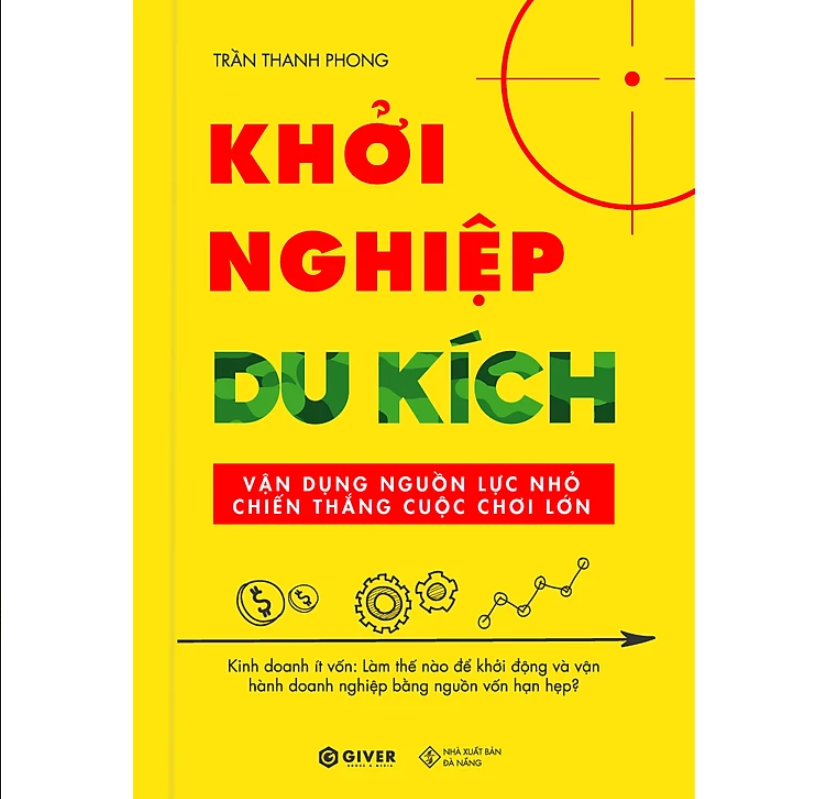 TRẦN THANH PHONG
KHỞI
NGHIỆP
DU KÍCH
VẬN DỤNG NGUỒN LỰC NHỎ
CHIẾN THẮNG CUỘC CHƠI LỚN
Kinh doanh ít vốn: Làm thế nào để khởi động và vận
hành doanh nghiệp bằng nguồn vốn hạn hẹp?
GIVER
BOOKS & MEDIA
NHÀ XUẤT BẢN
ĐÀ NẴNG